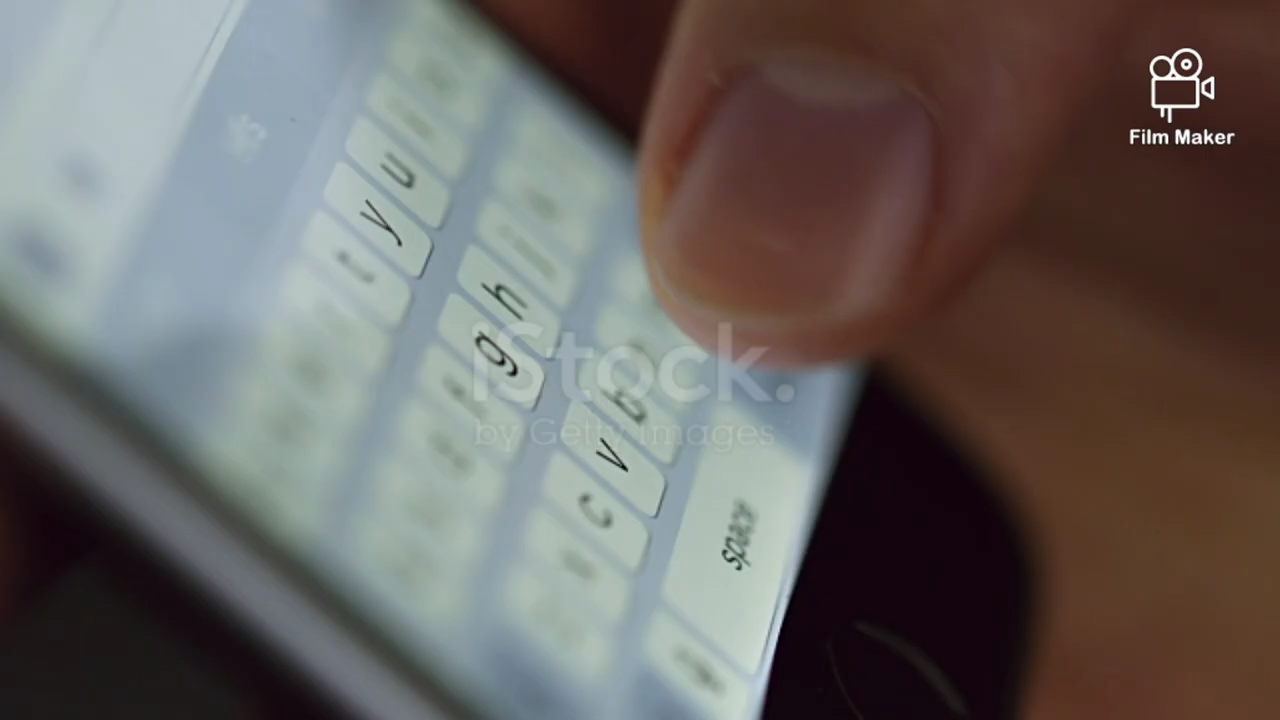 Film Maker
u
y
t
h
g
b
v
c
space
iStock.
by Getty Images